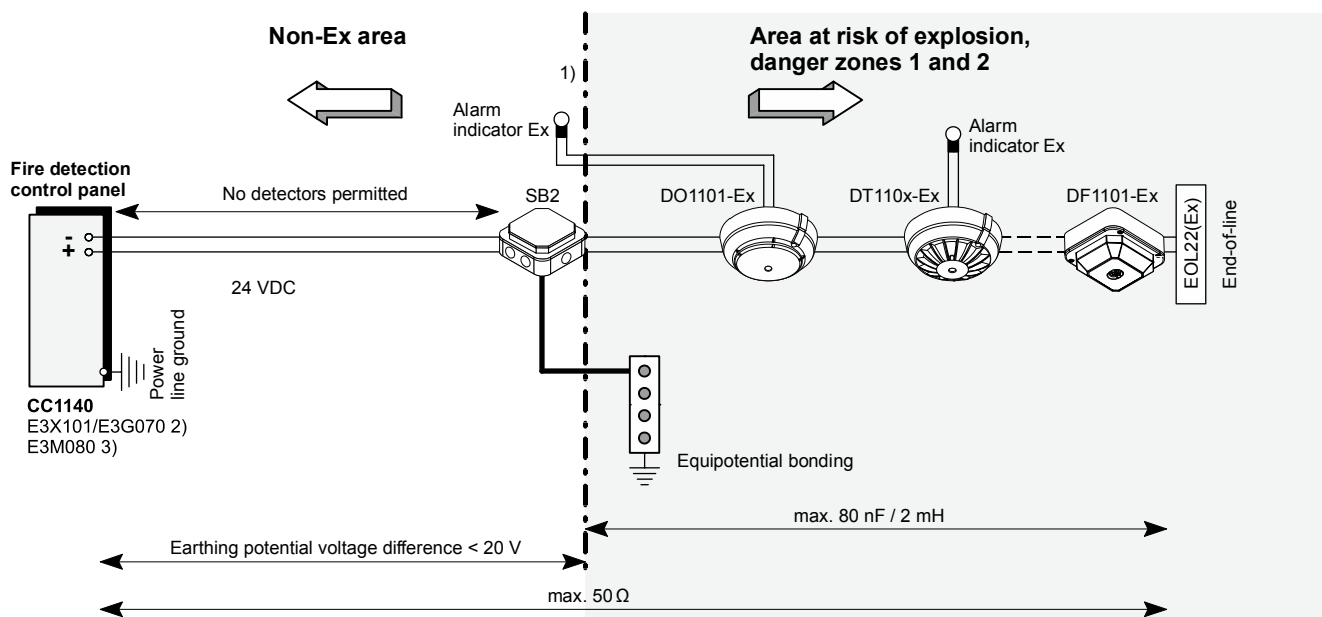 Non-Ex area
Area at risk of explosion,
danger zones 1 and 2
1)
Alarm
indicator Ex
Alarm
indicator Ex
Fire detection
control panel
No detectors permitted
SB2
DO1101-Ex
DT110x-Ex
DF1101-Ex
-
+
24 VDC
EOL22(Ex)
End-of-line
Power
line ground
CC1140
E3X101/E3G070 2)
E3M080 3)
Equipotential bonding
max. 80 nF / 2 mH
Earthing potential voltage difference < 20 V
max. 50 Ω